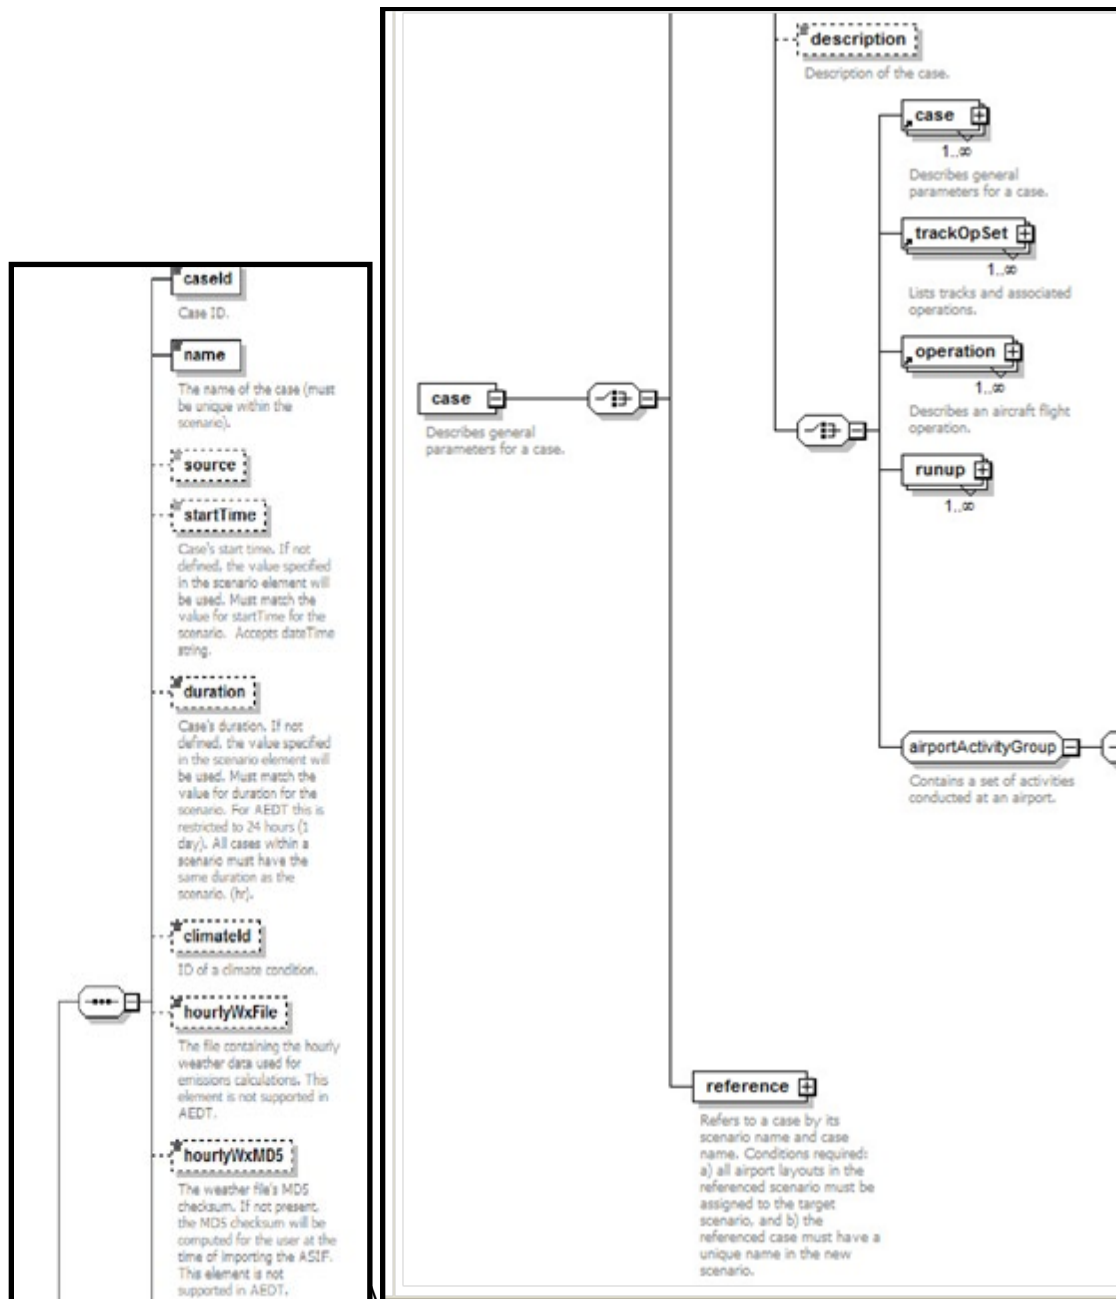 caseId
Case ID.
name
The name of the case (must
be unique within the
scenario).
source
startTime
Case's start time. If not
defined, the value specified
in the scenario element will
be used. Must match the
value for startTime for the
scenario. Accepts dateTime
string.
duration
Case's duration. If not
defined, the value specified
in the scenario element will
be used. Must match the
value for duration for the
scenario. For AEDT this is
restricted to 24 hours (1
day). All cases within a
scenario must have the
same duration as the
scenario. (hr).
climateId
ID of a climate condition.
hourlyWxFile
The file containing the hourly
weather data used for
emissions calculations. This
element is not supported in
AEDT.
hourlyWxMD5
The weather file's MD5
checksum. If not present,
the MD5 checksum will be
computed for the user at the
time of importing the ASIF.
This element is not
supported in AEDT.
description
Description of the case.
case
1..∞
Describes general
parameters for a case.
trackOpSet
1..∞
Lists tracks and associated
operations.
operation
1..∞
Describes an aircraft flight
operation.
runup
1..∞
case
Describes general
parameters for a case.
airportActivityGroup
Contains a set of activities
conducted at an airport.
reference
Refers to a case by its
scenario name and case
name. Conditions required:
a) all airport layouts in the
referenced scenario must be
assigned to the target
scenario, and b) the
referenced case must have a
unique name in the new
scenario.